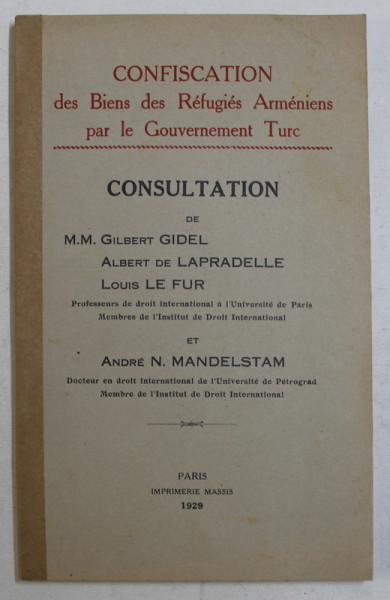 CONFISCATION
des Biens des Réfugiés Arméniens
par le Gouvernement Turc
CONSULTATION
DE
M.M. GILBERT GIDEL
ALBERT DE LAPRADELLE
LOUIS LE FUR
Professeurs de droit international à l'Université de Paris
Membres de l'Institut de Droit International
ET
ANDRÉ N. MANDELSTAM
Docteur en droit international de l'Université de Pétrograd
Membre de l'Institut de Droit International
PARIS
IMPRIMERIE MASSIS
1929